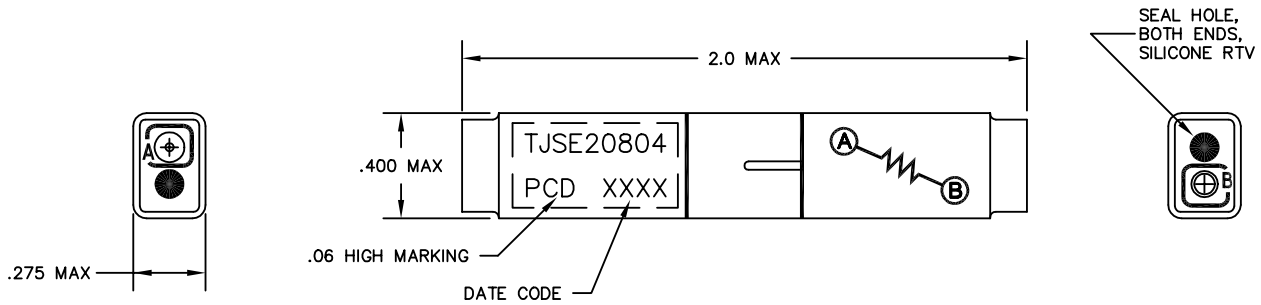 SEAL HOLE,
BOTH ENDS,
SILICONE RTV
2.0 MAX
A
.400 MAX
TJSE20804
PCD XXXX
A
B
B
.06 HIGH MARKING
.275 MAX
DATE CODE